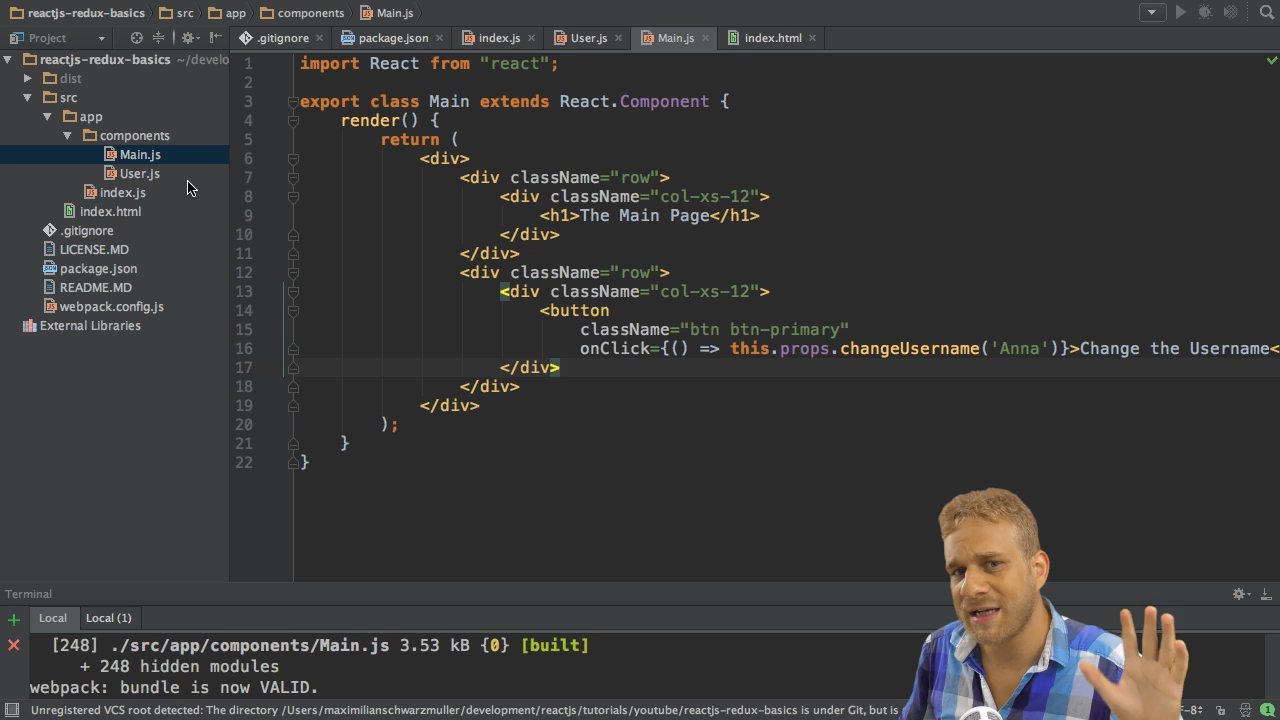 reactjs-redux-basics src app components Main.js
Project
.gitignore package.json index.js User.js Main.js index.html
reactjs-redux-basics ~/develo
dist
src
app
components
Main.js
User.js
index.js
index.html
.gitignore
LICENSE.MD
package.json
README.MD
webpack.config.js
External Libraries
1 import React from "react";
2
3 export class Main extends React.Component {
4 render() {
5 return (
6 <div>
7 <div className="row">
8 <div className="col-xs-12">
9 <h1>The Main Page</h1>
10 </div>
11 </div>
12 <div className="row">
13 <div className="col-xs-12">
14 <button
15 className="btn btn-primary"
16 onClick={() => this.props.changeUsername('Anna')}>Change the Username<
17 </div>
18 </div>
19 </div>
20 );
21 }
22 }
Terminal
Local Local (1)
[248] ./src/app/components/Main.js 3.53 kB {0} [built]
+ 248 hidden modules
webpack: bundle is now VALID.
Unregistered VCS root detected: The directory /Users/maximilianschwarzmuller/development/reactjs/tutorials/youtube/reactjs-redux-basics is under Git, but is
F-8
1